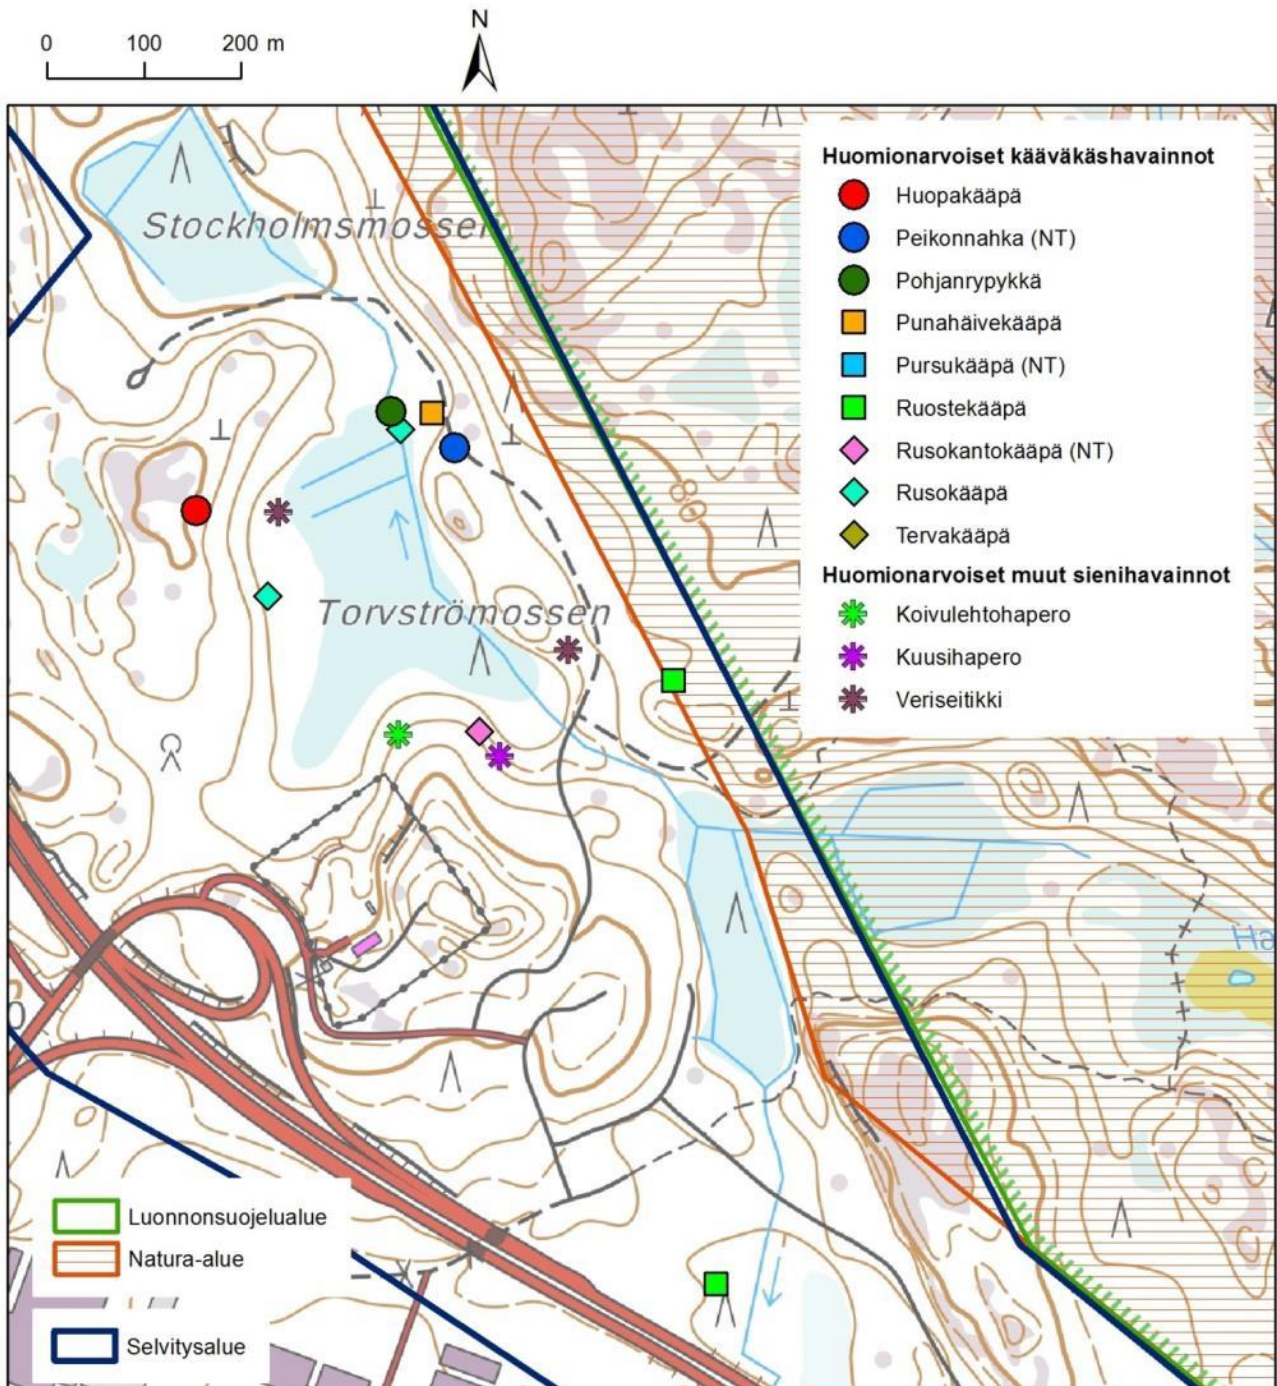 N
0 100 200 m
Huomionarvoiset kääväkäshavainnot
Huopakääpä
Peikonnahka (NT)
Pohjanrypykkä
Punahäivekääpä
Pursukääpä (NT)
Ruostekääpä
Rusokantokääpä (NT)
Rusokääpä
Tervakääpä
Huomionarvoiset muut sienihavainnot
Koivulehtohapero
Kuusihapero
Veriseitikki
Stockholmsmossen
80
Torvströmossen
Ha
Luonnonsuojelualue
Natura-alue
Selvitysalue